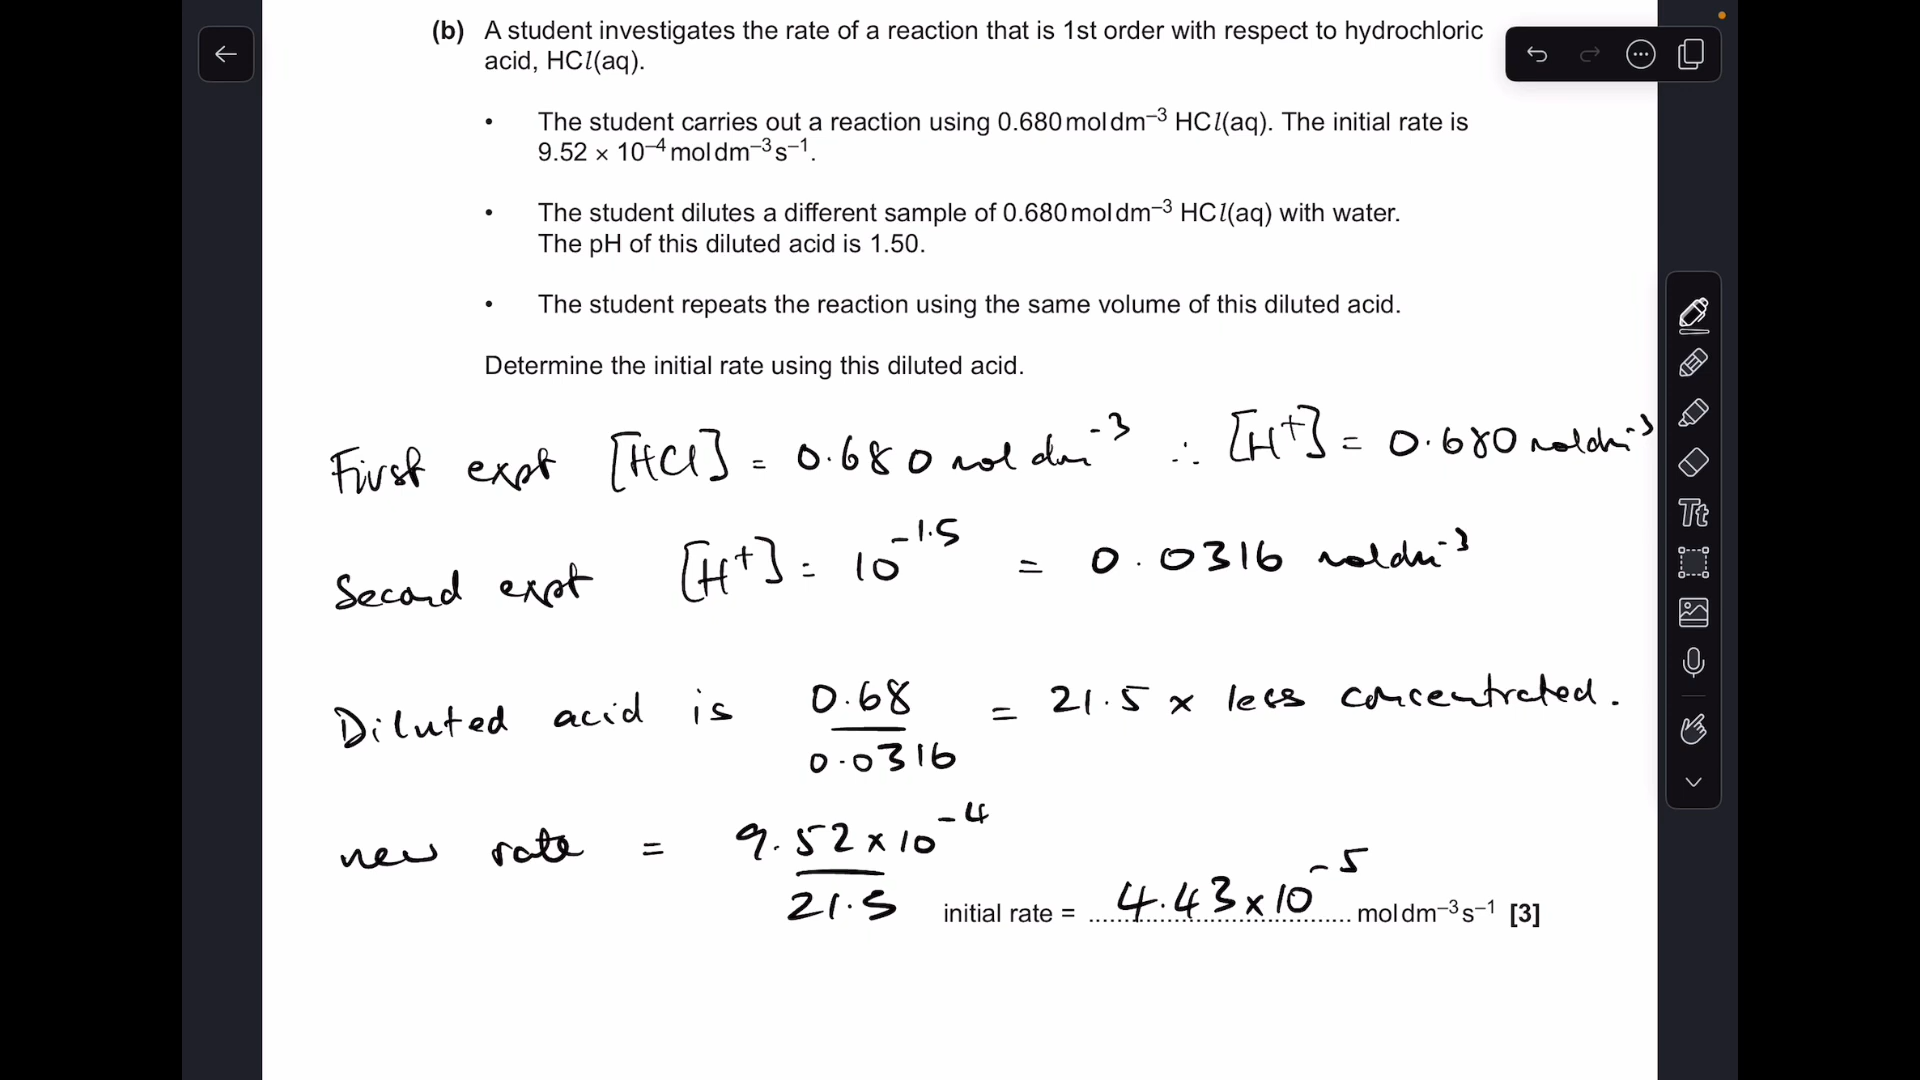 (b) A student investigates the rate of a reaction that is 1st order with respect to hydrochloric
acid, HCl(aq).
• The student carries out a reaction using 0.680 mol dm⁻³ HCl(aq). The initial rate is
9.52 × 10⁻⁴ mol dm⁻³ s⁻¹.
• The student dilutes a different sample of 0.680 mol dm⁻³ HCl(aq) with water.
The pH of this diluted acid is 1.50.
• The student repeats the reaction using the same volume of this diluted acid.
Determine the initial rate using this diluted acid.
First expt [HCl] = 0.680 mol dm⁻³ ∴ [H⁺] = 0.680 mol dm⁻³
Second expt [H⁺] = 10⁻¹·⁵ = 0.0316 mol dm⁻³
Diluted acid is 0.68 / 0.0316 = 21.5 x less concentrated.
new rate = 9.52 x 10⁻⁴ / 21.5
initial rate = 4.43 x 10⁻⁵ mol dm⁻³ s⁻¹ [3]
Tt